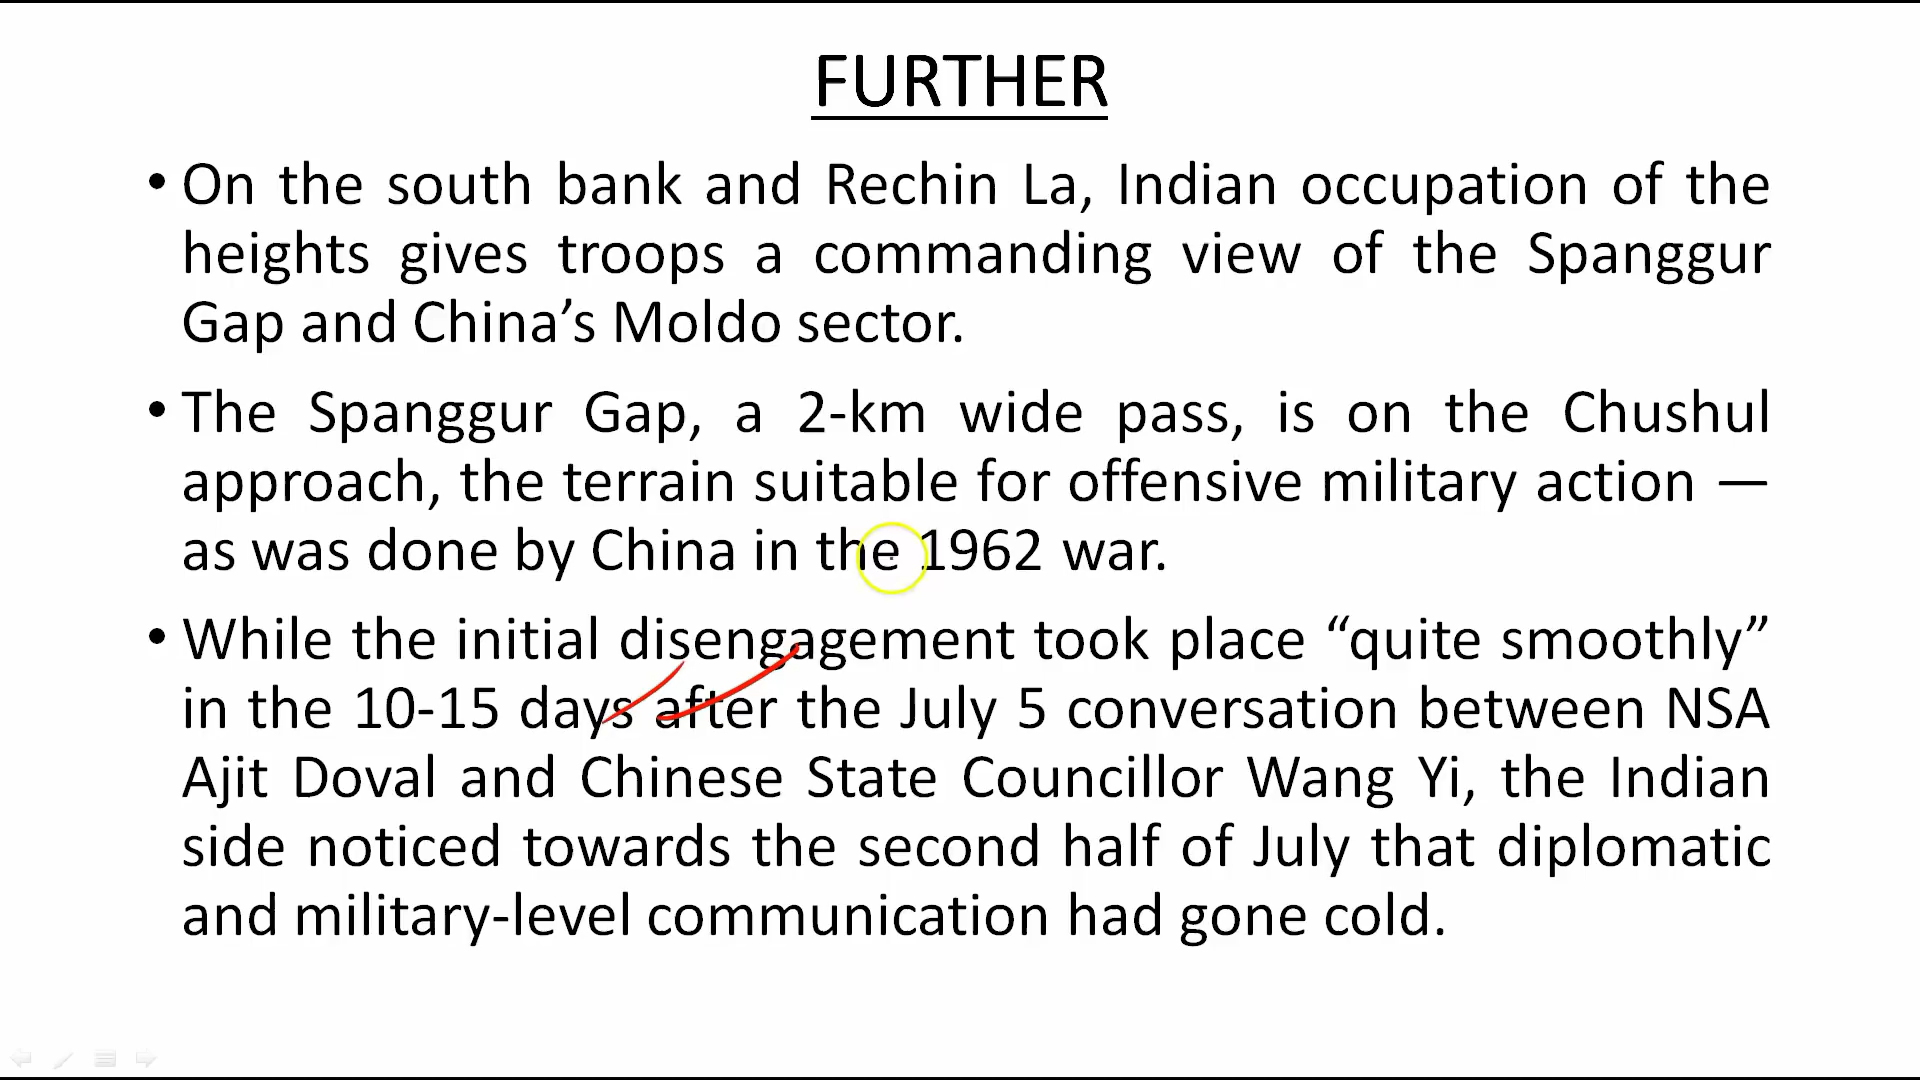 FURTHER
• On the south bank and Rechin La, Indian occupation of the
heights gives troops a commanding view of the Spanggur
Gap and China’s Moldo sector.
• The Spanggur Gap, a 2-km wide pass, is on the Chushul
approach, the terrain suitable for offensive military action —
as was done by China in the 1962 war.
• While the initial disengagement took place “quite smoothly”
in the 10-15 days after the July 5 conversation between NSA
Ajit Doval and Chinese State Councillor Wang Yi, the Indian
side noticed towards the second half of July that diplomatic
and military-level communication had gone cold.